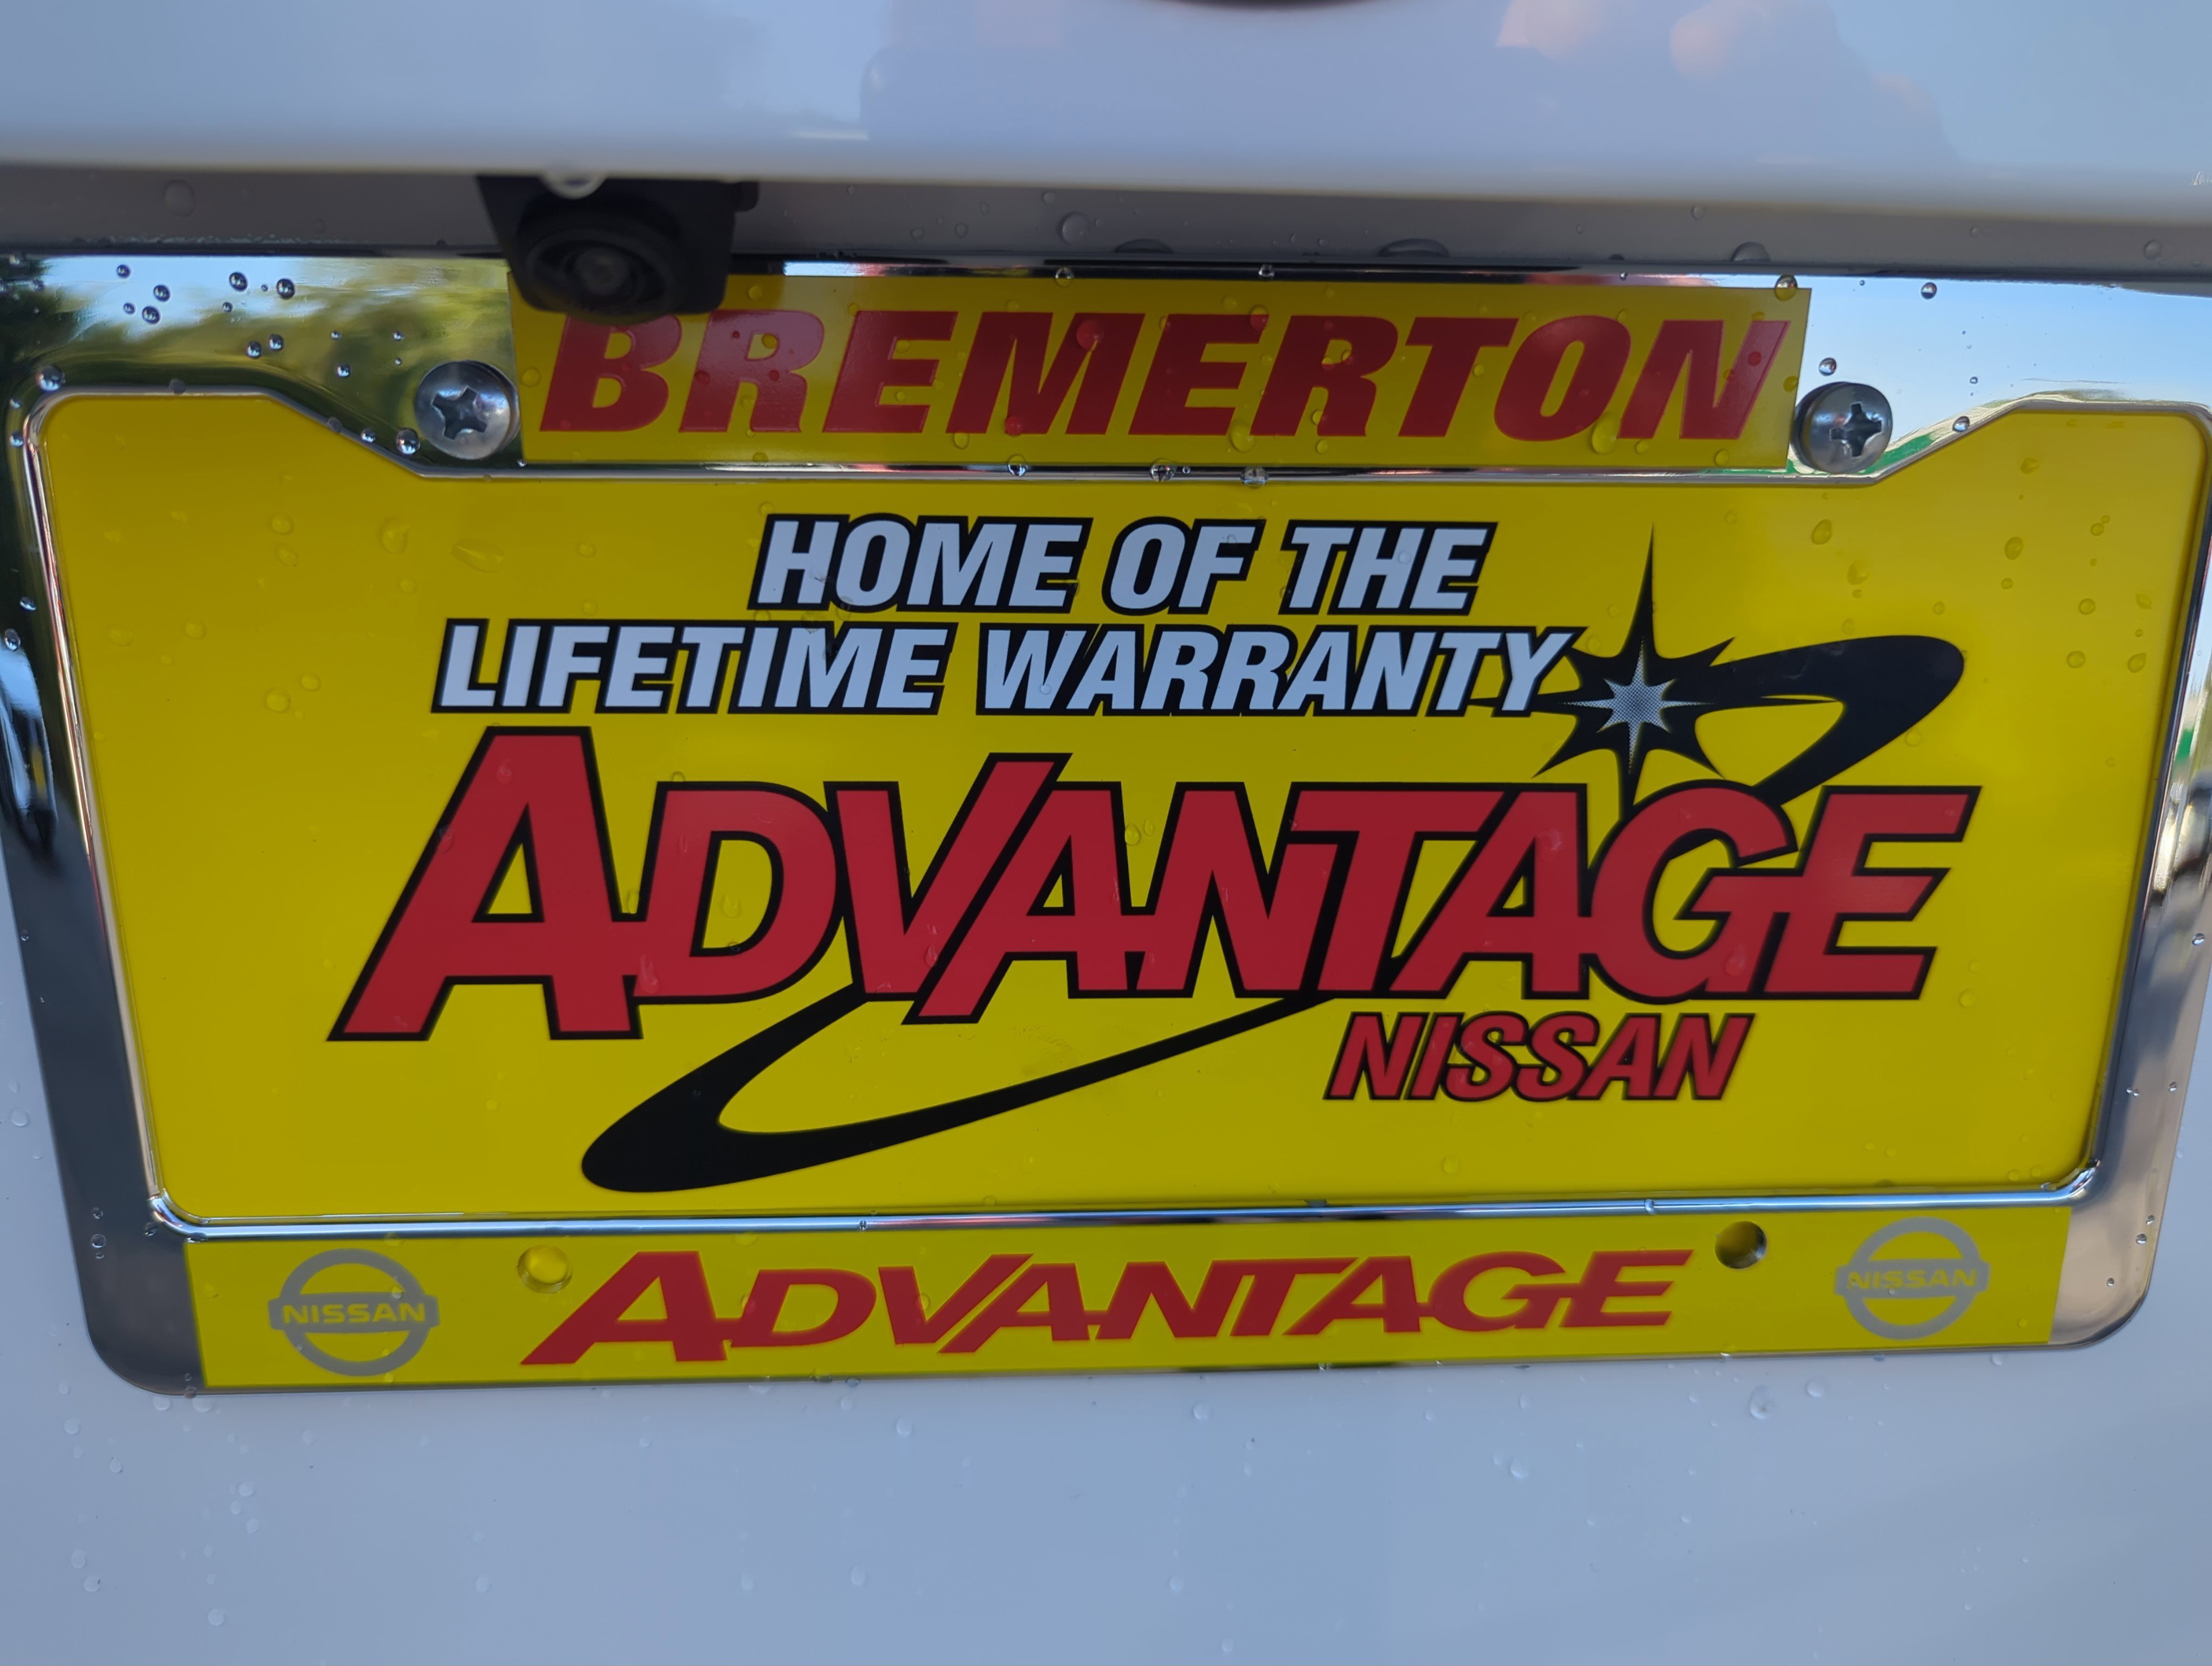 BREMERTON
HOME OF THE
LIFETIME WARRANTY
ADVANTAGE
NISSAN
NISSAN ADVANTAGE NISSAN